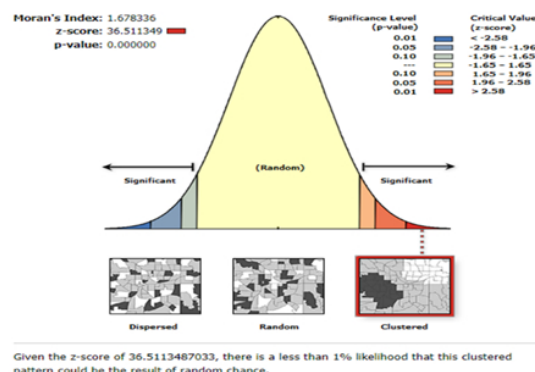 Moran's Index: 1.678336
z-score: 36.511349
p-value: 0.000000
Significance Level
(p-value)
Critical Value
(z-score)
0.01 < -2.58
0.05 -2.58 – -1.96
0.10 -1.96 – -1.65
--- -1.65 – 1.65
0.10 1.65 – 1.96
0.05 1.96 – 2.58
0.01 > 2.58
Significant
(Random)
Significant
Dispersed
Random
Clustered
Given the z-score of 36.5113487033, there is a less than 1% likelihood that this clustered
pattern could be the result of random chance.